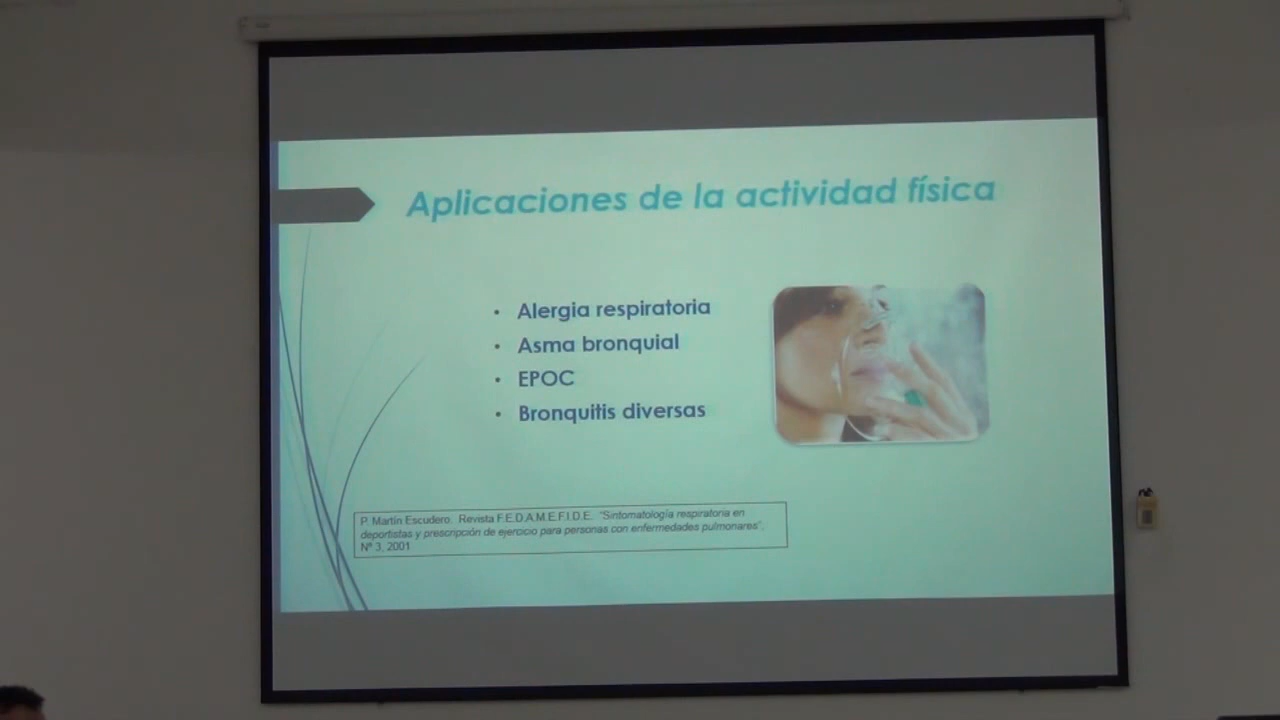 Aplicaciones de la actividad física
• Alergia respiratoria
• Asma bronquial
• EPOC
• Bronquitis diversas
P. Martín Escudero. Revista F.E.D.A.M.E.F.I.D.E. "Sintomatología respiratoria en
deportistas y prescripción de ejercicio para personas con enfermedades pulmonares",
Nº 3, 2001